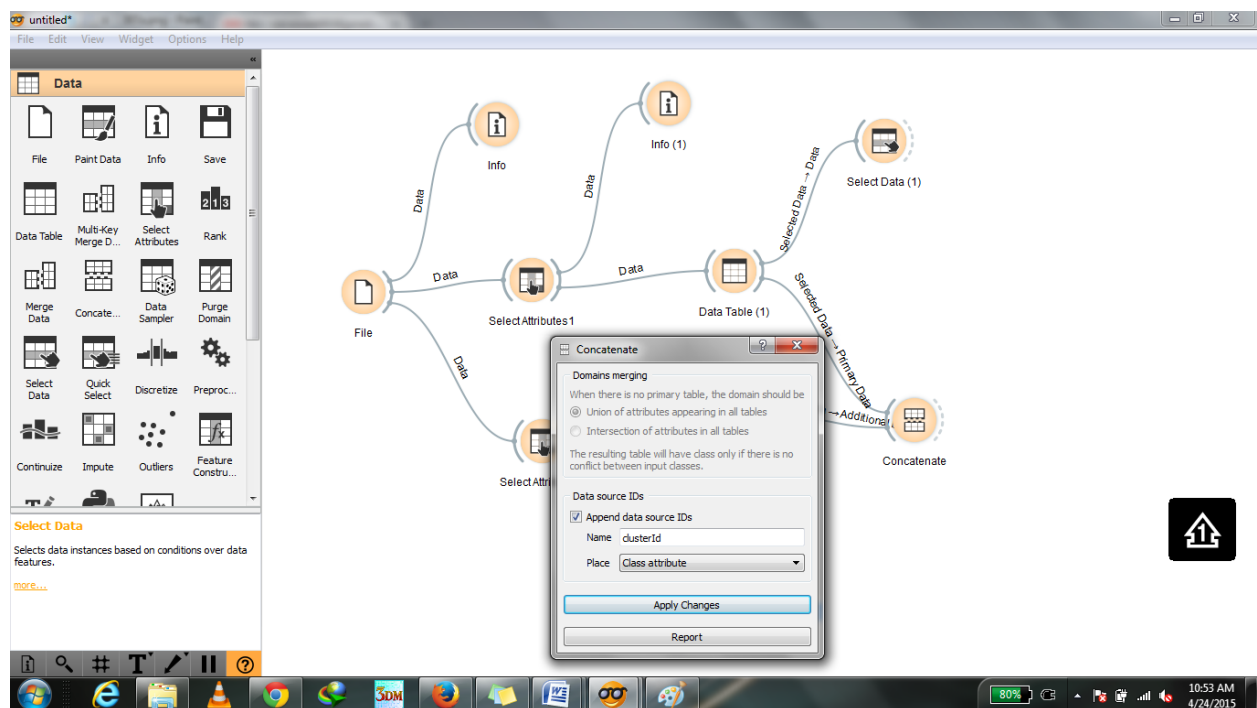 untitled*
File Edit View Widget Options Help
Data
File Paint Data Info Save
Data Table Multi-Key Merge D... Select Attributes Rank
Merge Data Concate... Data Sampler Purge Domain
Select Data Quick Select Discretize Preproc...
Continuize Impute Outliers Feature Constru...
Select Data
Selects data instances based on conditions over data
features.
more...
Info
Info (1)
Select Data (1)
Data
Data
Selected Data → Data
Data
Data
File
Select Attributes 1
Data Table (1)
Data
Selected Data → Primary Data
→ Additional
Select Attri
Concatenate
Concatenate
Domains merging
When there is no primary table, the domain should be
Union of attributes appearing in all tables
Intersection of attributes in all tables
The resulting table will have class only if there is no
conflict between input classes.
Data source IDs
Append data source IDs
Name clusterId
Place Class attribute
Apply Changes
Report
1
3DM
80%
10:53 AM
4/24/2015